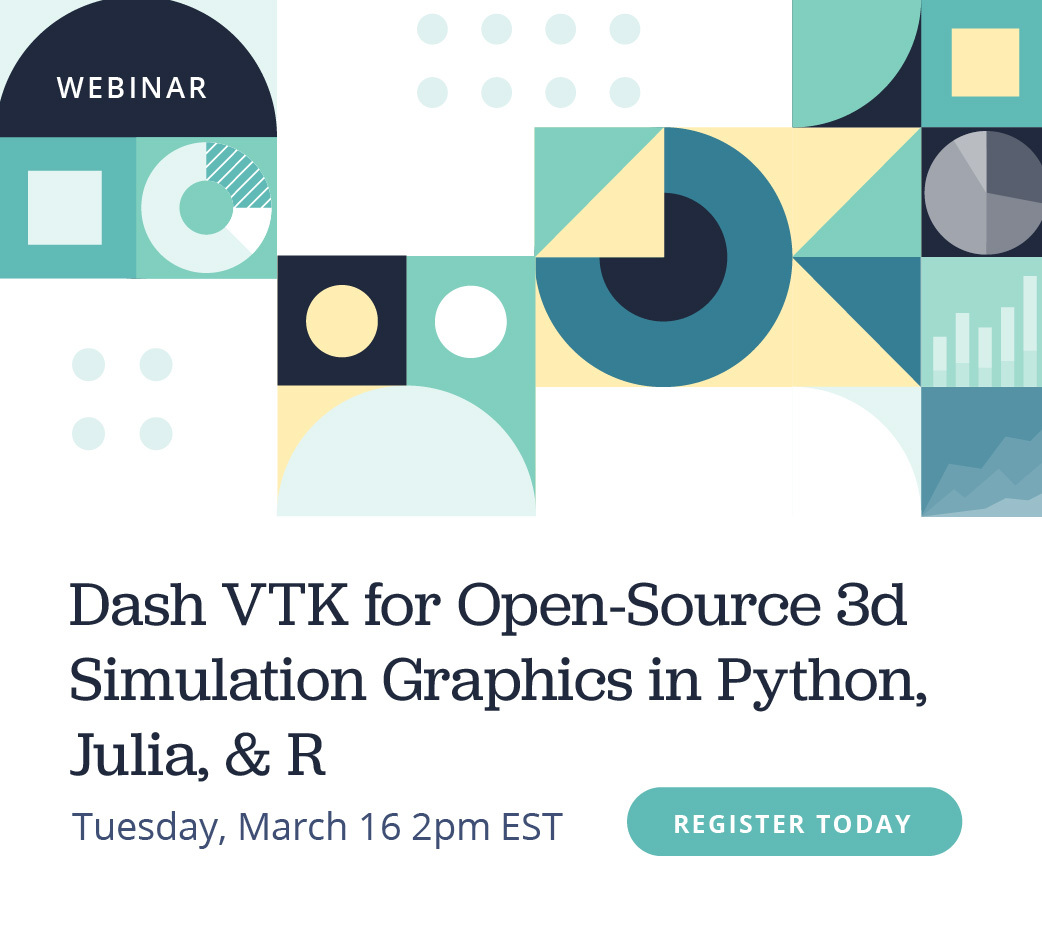 WEBINAR
Dash VTK for Open-Source 3d
Simulation Graphics in Python,
Julia, & R
Tuesday, March 16 2pm EST
REGISTER TODAY